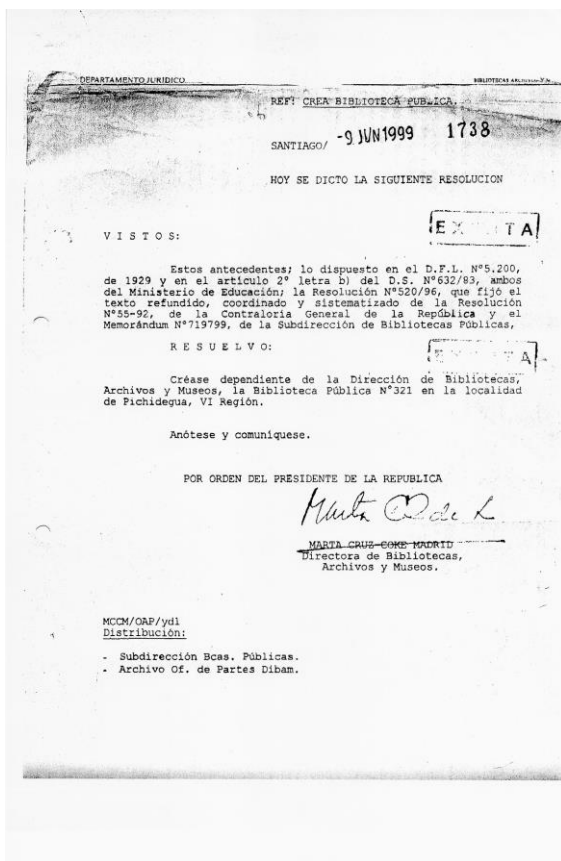 DEPARTAMENTO JURIDICO
BIBLIOTECAS
REF: CREA BIBLIOTECA PUBLICA.
SANTIAGO/ -9 JUN 1999 1738
HOY SE DICTO LA SIGUIENTE RESOLUCION
V I S T O S:
Estos antecedentes; lo dispuesto en el D.F.L. N°5.200,
de 1929 y en el artículo 2° letra b) del D.S. N°632/83, ambos
del Ministerio de Educación; la Resolución N°520/96, que fijó el
texto refundido, coordinado y sistematizado de la Resolución
N°55-92, de la Contraloría General de la República y el
Memorándum N°719799, de la Subdirección de Bibliotecas Públicas,
R E S U E L V O:
Créase dependiente de la Dirección de Bibliotecas,
Archivos y Museos, la Biblioteca Pública N°321 en la localidad
de Pichidegua, VI Región.
Anótese y comuníquese.
POR ORDEN DEL PRESIDENTE DE LA REPUBLICA
MARTA CRUZ-COKE MADRID
Directora de Bibliotecas,
Archivos y Museos.
MCCM/OAP/ydl
Distribución:
- Subdirección Bcas. Públicas.
- Archivo Of. de Partes Dibam.